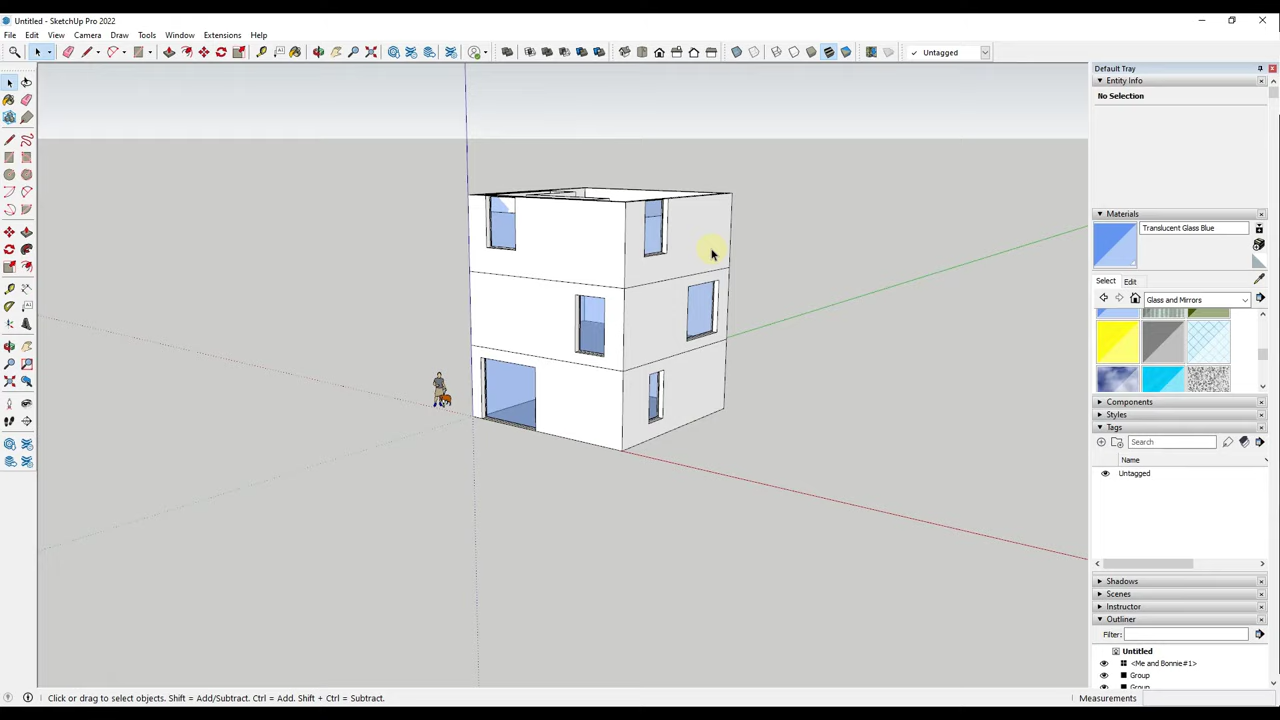 Untitled - SketchUp Pro 2022
File Edit View Camera Draw Tools Window Extensions Help
Untagged
Default Tray
Entity Info
No Selection
Materials
Translucent Glass Blue
Select Edit
Glass and Mirrors
Components
Styles
Tags
Search
Name
Untagged
Shadows
Scenes
Instructor
Outliner
Filter:
Untitled
<Me and Bonnie#1>
Group
Group
Click or drag to select objects. Shift = Add/Subtract. Ctrl = Add. Shift + Ctrl = Subtract.
Measurements